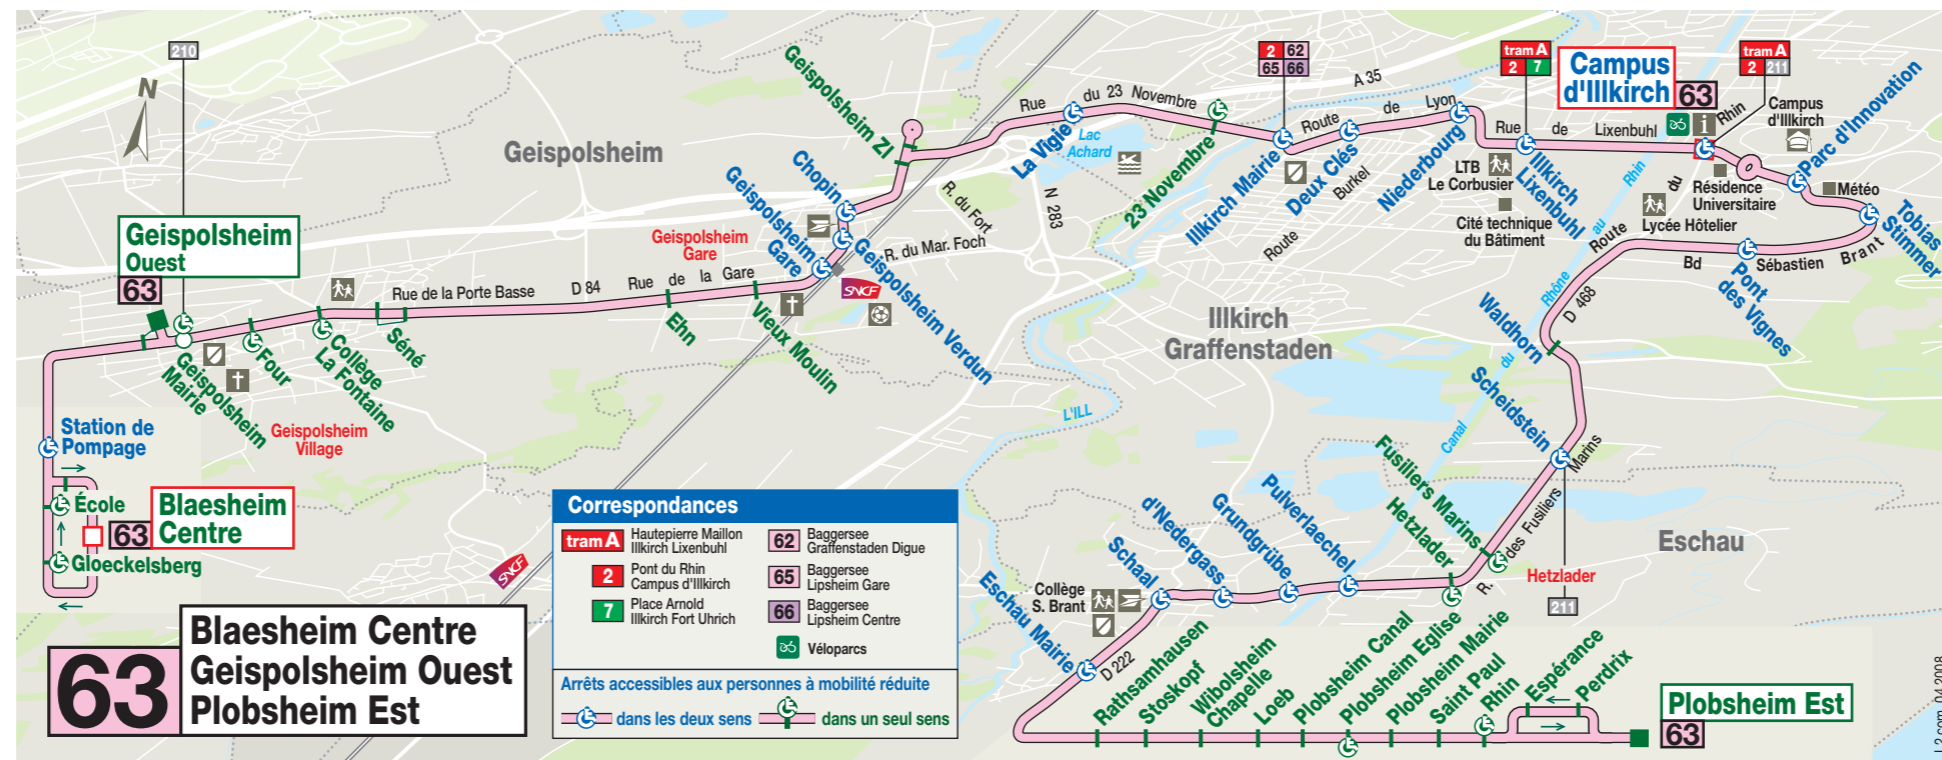 210
N
Geispolsheim
Geispolsheim
Ouest
63
Geispolsheim
Mairie
Four
Collège
La Fontaine
Séné
Rue de la Porte Basse
D 84
Rue de la Gare
Ehn
Vieux Moulin
Geispolsheim
Village
Geispolsheim
Gare
Station de
Pompage
École
63
Blaesheim
Centre
Gloeckelsberg
SNCF
Geispolsheim ZI
Chopin
Geispolsheim
Gare
Geispolsheim Verdun
R. du Mar. Foch
SNCF
R. du Fort
N 283
Rue du 23 Novembre
La Vigie
Lac
Achard
23 Novembre
2 62
65 66
A 35
Illkirch Mairie
Route de Lyon
Deux Clés
Route Burkel
Niederbourg
tram A
2 7
Rue de Lixenbuhl
Illkirch
Lixenbuhl
LTB
Le Corbusier
Cité technique
du Bâtiment
Campus
d'Illkirch
63
i
tram A
2 211
Campus
d'Illkirch
Parc d'Innovation
Résidence
Universitaire
Météo
Lycée Hôtelier
Tobias
Stimmer
Bd Sébastien Brant
Pont
des Vignes
Route du Rhin
D 468
Canal du Rhône au Rhin
Waldhorn
Illkirch
Graffenstaden
L'ILL
Scheidstein
R. des Fusiliers Marins
Fusiliers Marins
Hetzlader
Hetzlader
211
Eschau
Pulverlaechel
Grundgrübe
d'Nedergass
Schaal
Collège
S. Brant
Eschau Mairie
D 222
Rathsamhausen
Stoskopf
Wibolsheim
Chapelle
Loeb
Plobsheim Canal
Plobsheim Eglise
Plobsheim Mairie
Saint Paul
Rhin
Espérance
Perdrix
Plobsheim Est
63
63
Blaesheim Centre
Geispolsheim Ouest
Plobsheim Est
Correspondances
tram A
Hautepierre Maillon
Illkirch Lixenbuhl
2
Pont du Rhin
Campus d'Illkirch
7
Place Arnold
Illkirch Fort Uhrich
62
Baggersee
Graffenstaden Digue
65
Baggersee
Lipsheim Gare
66
Baggersee
Lipsheim Centre
Véloparcs
Arrêts accessibles aux personnes à mobilité réduite
dans les deux sens
dans un seul sens